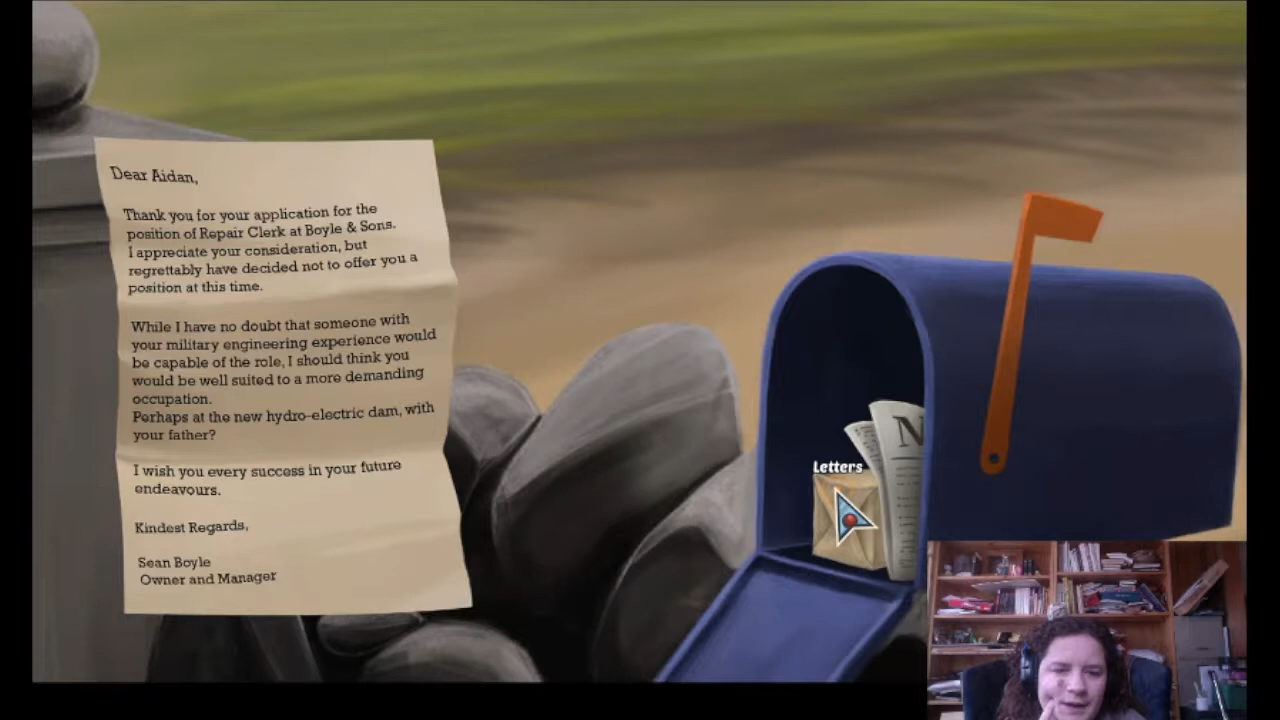 Dear Aidan,
Thank you for your application for the
position of Repair Clerk at Boyle & Sons.
I appreciate your consideration, but
regrettably have decided not to offer you a
position at this time.
While I have no doubt that someone with
your military engineering experience would
be capable of the role, I should think you
would be well suited to a more demanding
occupation.
Perhaps at the new hydro-electric dam, with
your father?
I wish you every success in your future
endeavours.
Kindest Regards,
Sean Boyle
Owner and Manager
Letters
N